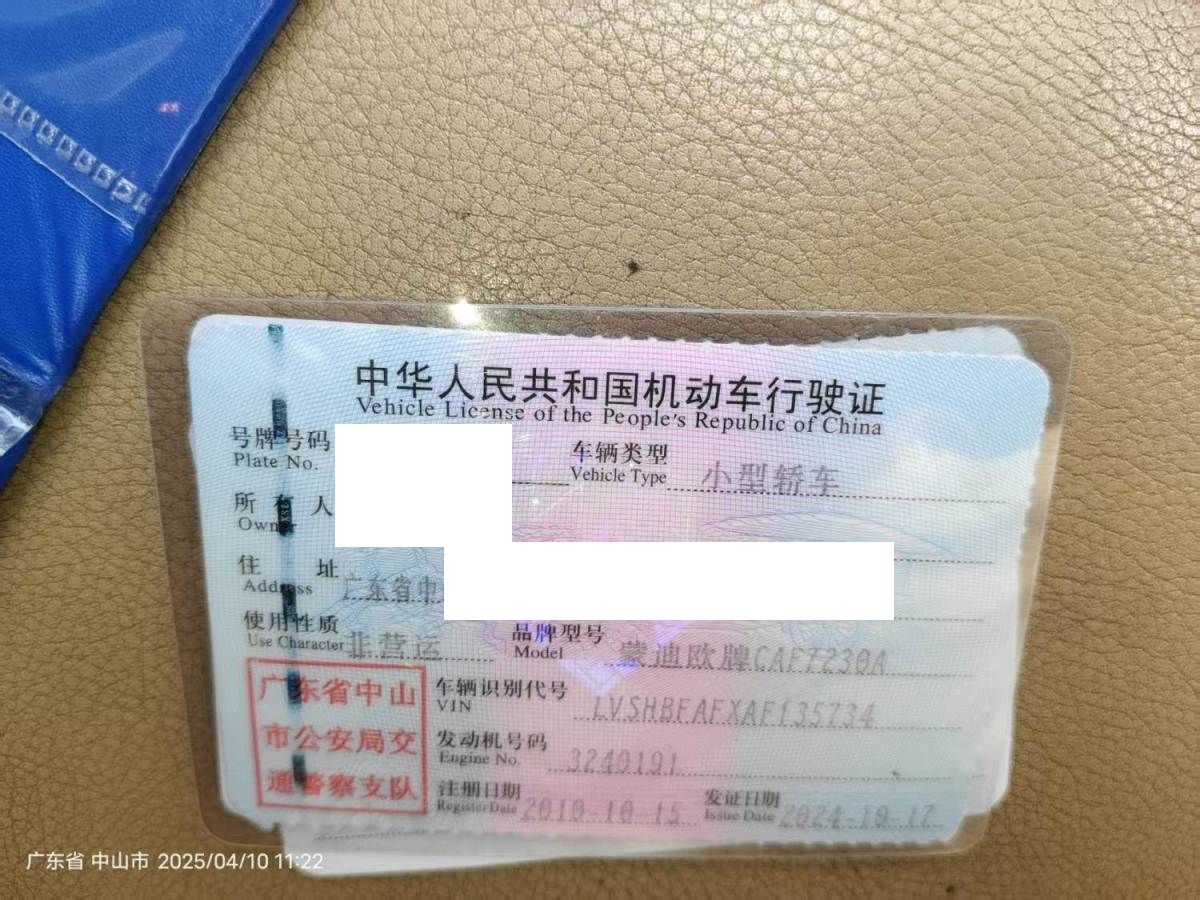 中华人民共和国机动车行驶证
Vehicle License of the People's Republic of China
号牌号码
Plate No.
车辆类型 小型轿车
Vehicle Type
所有人
Owner
住址 广东省中
Address
使用性质 非营运
Use Character
品牌型号 蒙迪欧牌CAF7230A
Model
广东省中山
市公安局交
通警察支队
车辆识别代号 LVSHBFAFXAF135734
VIN
发动机号码 3240191
Engine No.
注册日期 2010-10-15
Register Date
发证日期 2024-10-17
Issue Date
广东省 中山市 2025/04/10 11:22